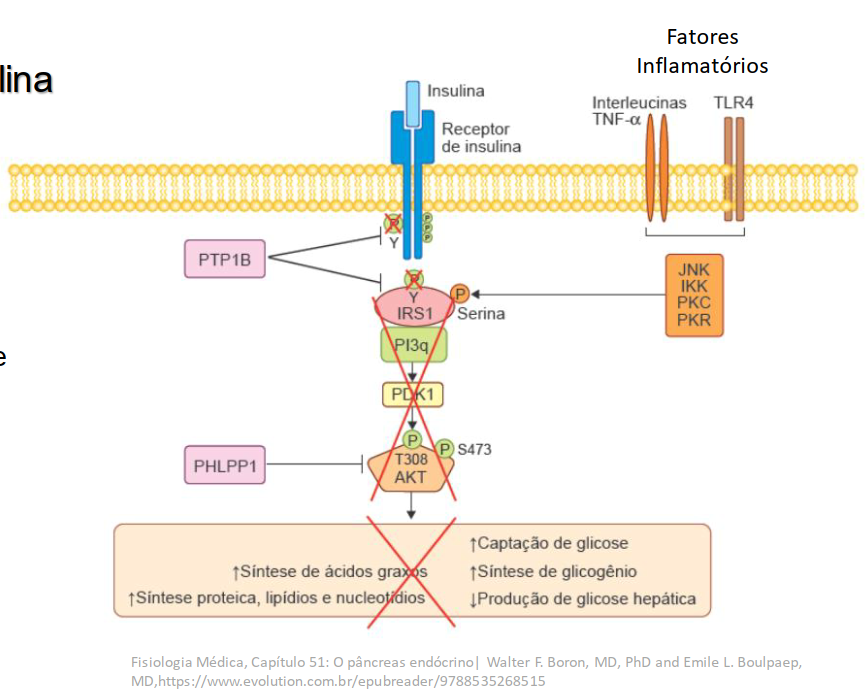 Fatores
Inflamatórios
lina
Insulina
Receptor
de insulina
Interleucinas
TNF-α
TLR4
P
Y
P
P
P
PTP1B
P
Y
IRS1
P
Serina
JNK
IKK
PKC
PKR
PI3q
e
PDK1
P
T308
AKT
P
S473
PHLPP1
↑Síntese de ácidos graxos
↑Síntese proteica, lipídios e nucleotídios
↑Captação de glicose
↑Síntese de glicogênio
↓Produção de glicose hepática
Fisiologia Médica, Capítulo 51: O pâncreas endócrino| Walter F. Boron, MD, PhD and Emile L. Boulpaep,
MD,https://www.evolution.com.br/epubreader/9788535268515